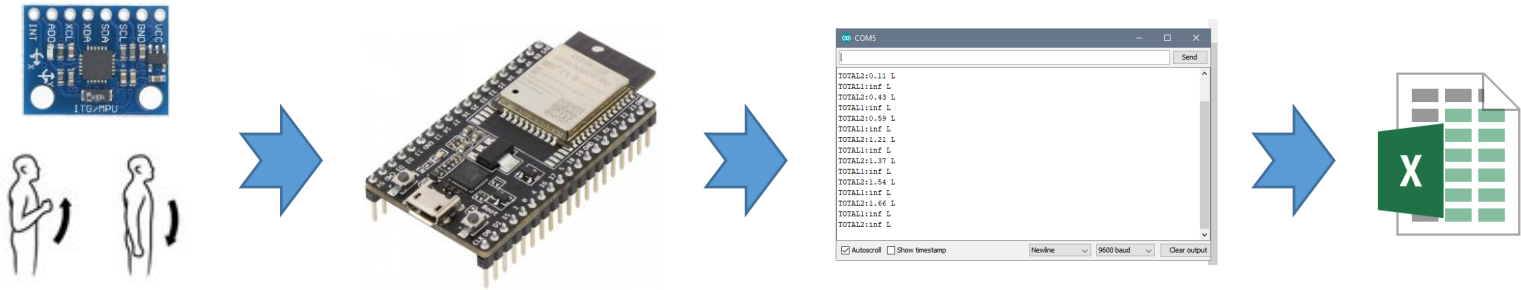 INT
ADO
XCL
XDA
SDA
SCL
GND
VCC
X
Y
ITG/MPU
COM5
Send
TOTAL2:0.11 L
TOTAL1:inf L
TOTAL2:0.43 L
TOTAL1:inf L
TOTAL2:0.59 L
TOTAL1:inf L
TOTAL2:1.21 L
TOTAL1:inf L
TOTAL2:1.37 L
TOTAL1:inf L
TOTAL2:1.54 L
TOTAL1:inf L
TOTAL2:1.66 L
TOTAL1:inf L
TOTAL2:inf L
Autoscroll
Show timestamp
Newline
9600 baud
Clear output
Boot
X